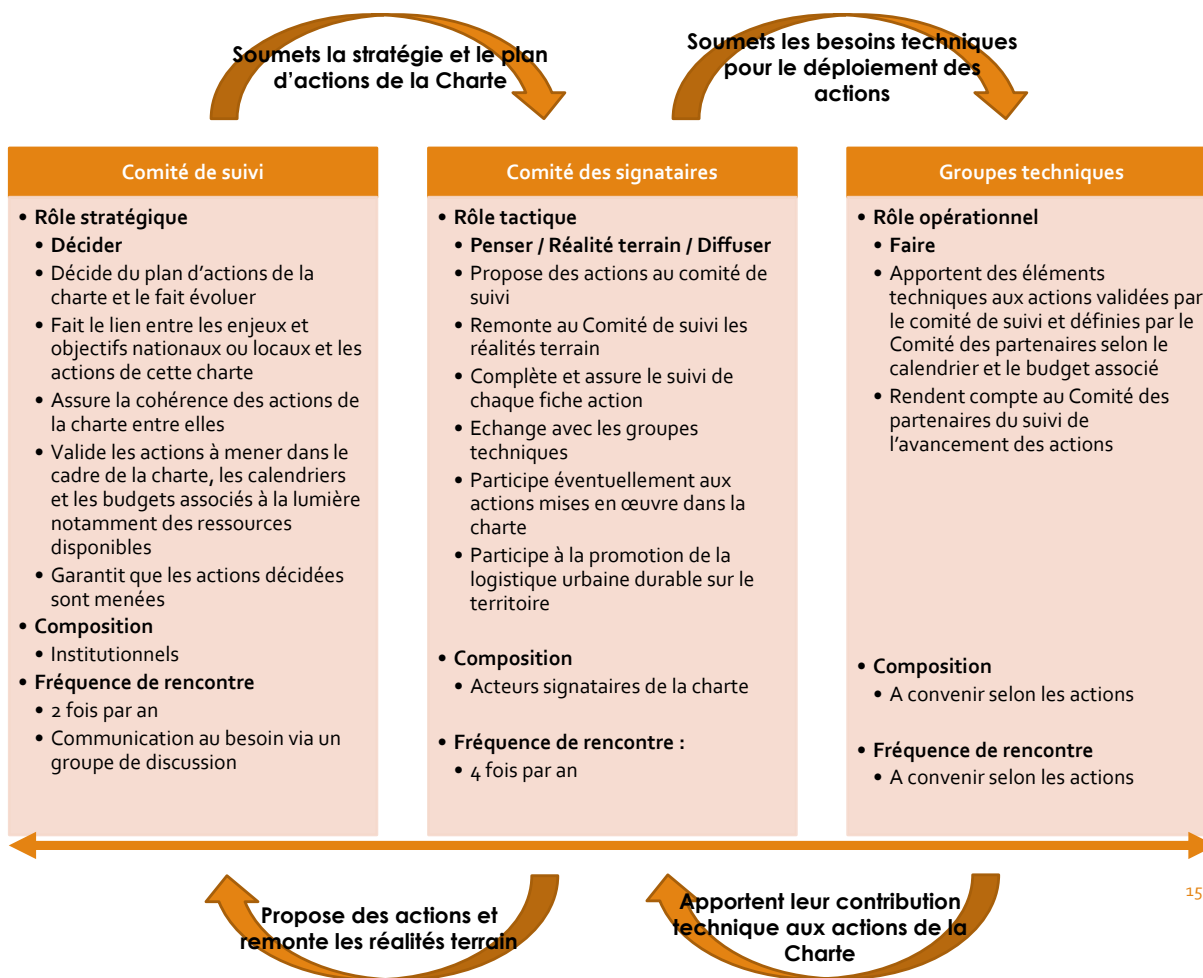 Soumets la stratégie et le plan
d’actions de la Charte
Soumets les besoins techniques
pour le déploiement des
actions
Comité de suivi
• Rôle stratégique
• Décider
• Décide du plan d’actions de la
charte et le fait évoluer
• Fait le lien entre les enjeux et
objectifs nationaux ou locaux et les
actions de cette charte
• Assure la cohérence des actions de
la charte entre elles
• Valide les actions à mener dans le
cadre de la charte, les calendriers
et les budgets associés à la lumière
notamment des ressources
disponibles
• Garantit que les actions décidées
sont menées
• Composition
• Institutionnels
• Fréquence de rencontre
• 2 fois par an
• Communication au besoin via un
groupe de discussion
Comité des signataires
• Rôle tactique
• Penser / Réalité terrain / Diffuser
• Propose des actions au comité de
suivi
• Remonte au Comité de suivi les
réalités terrain
• Complète et assure le suivi de
chaque fiche action
• Echange avec les groupes
techniques
• Participe éventuellement aux
actions mises en œuvre dans la
charte
• Participe à la promotion de la
logistique urbaine durable sur le
territoire
• Composition
• Acteurs signataires de la charte
• Fréquence de rencontre :
• 4 fois par an
Groupes techniques
• Rôle opérationnel
• Faire
• Apportent des éléments
techniques aux actions validées par
le comité de suivi et définies par le
Comité des partenaires selon le
calendrier et le budget associé
• Rendent compte au Comité des
partenaires du suivi de
l’avancement des actions
• Composition
• A convenir selon les actions
• Fréquence de rencontre
• A convenir selon les actions
Propose des actions et
remonte les réalités terrain
Apportent leur contribution
technique aux actions de la
Charte
15